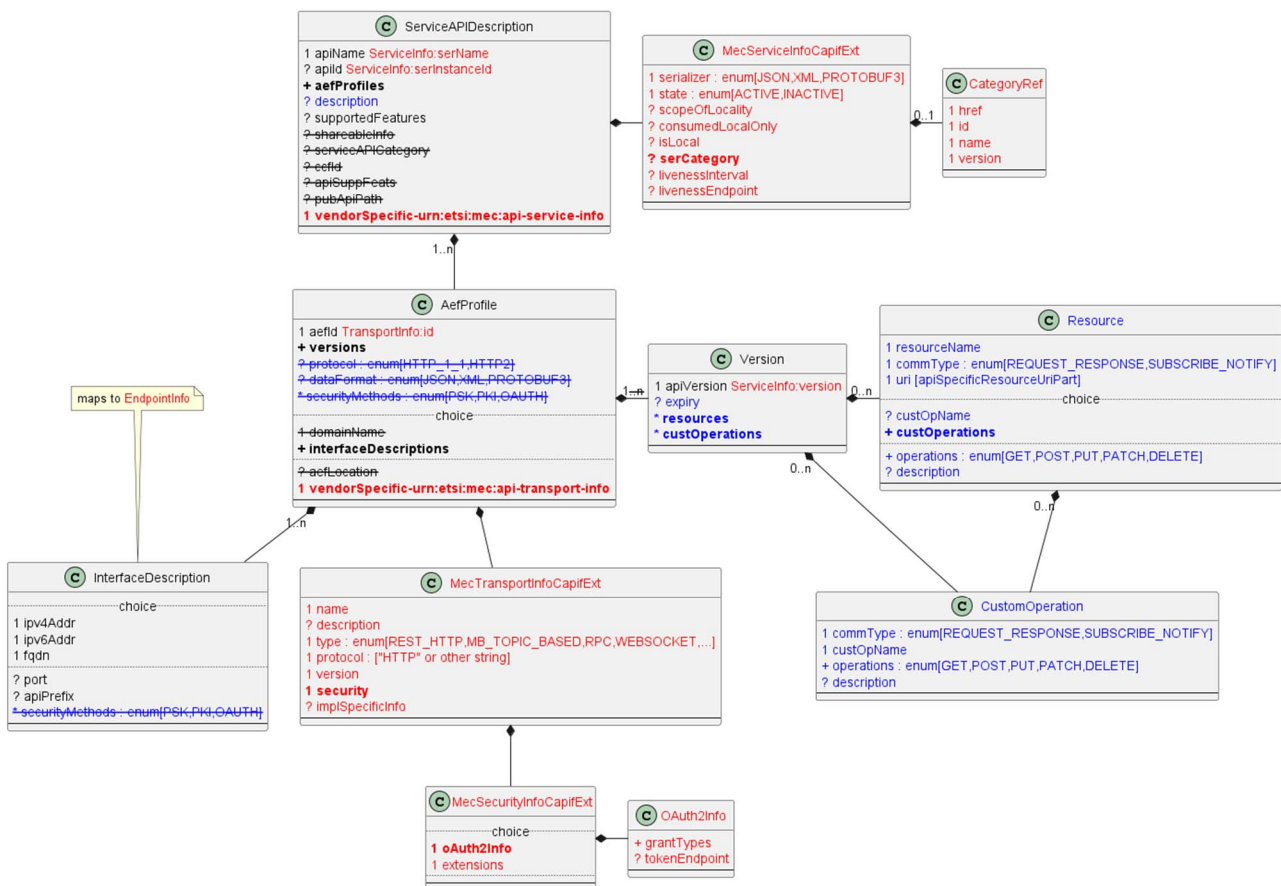 C ServiceAPIDescription
1 apiName ServiceInfo:serName
? apiId ServiceInfo:serInstanceId
+ aefProfiles
? description
? supportedFeatures
? shareableInfo
? serviceAPICategory
? ccfId
? apiSuppFeats
? pubApiPath
1 vendorSpecific-urn:etsi:mec:api-service-info
C MecServiceInfoCapifExt
1 serializer : enum[JSON,XML,PROTOBUF3]
1 state : enum[ACTIVE,INACTIVE]
? scopeOfLocality
? consumedLocalOnly
? isLocal
? serCategory
? livenessInterval
? livenessEndpoint
0..1
C CategoryRef
1 href
1 id
1 name
1 version
1..n
C AefProfile
1 aefId TransportInfo:id
+ versions
? protocol : enum[HTTP_1_1,HTTP2]
? dataFormat : enum[JSON,XML,PROTOBUF3]
* securityMethods : enum[PSK,PKI,OAUTH]
choice
1 domainName
+ interfaceDescriptions
? aefLocation
1 vendorSpecific-urn:etsi:mec:api-transport-info
1..n
C Version
1 apiVersion ServiceInfo:version
? expiry
* resources
* custOperations
0..n
C Resource
1 resourceName
1 commType : enum[REQUEST_RESPONSE,SUBSCRIBE_NOTIFY]
1 uri [apiSpecificResourceUriPart]
choice
? custOpName
+ custOperations
+ operations : enum[GET,POST,PUT,PATCH,DELETE]
? description
0..n
0..n
maps to EndpointInfo
1..n
C InterfaceDescription
choice
1 ipv4Addr
1 ipv6Addr
1 fqdn
? port
? apiPrefix
* securityMethods : enum[PSK,PKI,OAUTH]
C MecTransportInfoCapifExt
1 name
? description
1 type : enum[REST_HTTP,MB_TOPIC_BASED,RPC,WEBSOCKET,...]
1 protocol : ["HTTP" or other string]
1 version
1 security
? implSpecificInfo
C CustomOperation
1 commType : enum[REQUEST_RESPONSE,SUBSCRIBE_NOTIFY]
1 custOpName
+ operations : enum[GET,POST,PUT,PATCH,DELETE]
? description
C MecSecurityInfoCapifExt
choice
1 oAuth2Info
1 extensions
C OAuth2Info
+ grantTypes
? tokenEndpoint